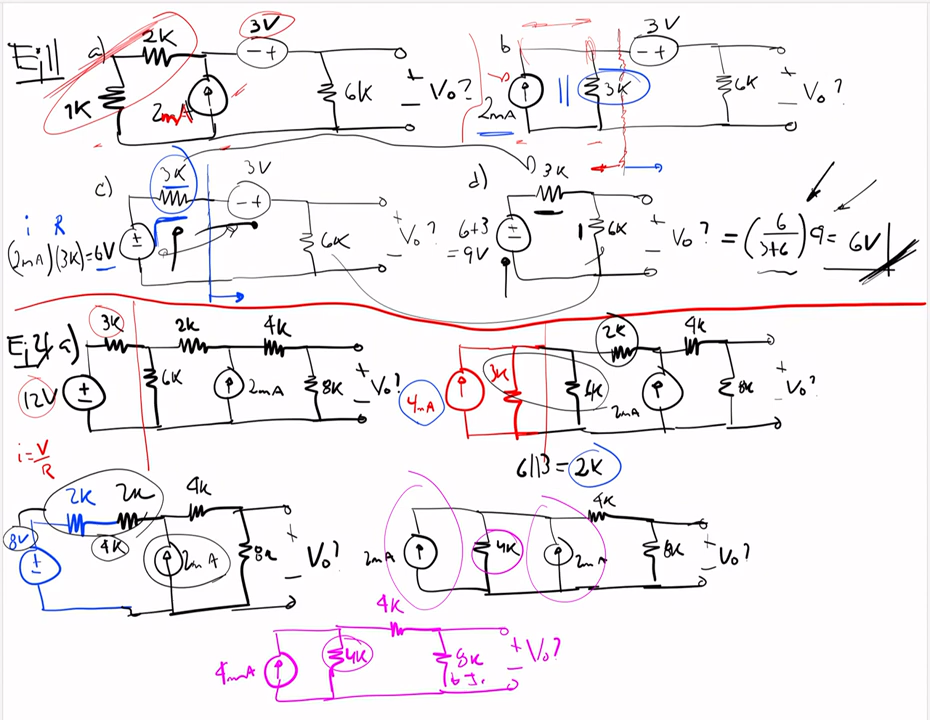 Ej1)
a)
2K
- +
3V
1K
2mA
6K
+
-
Vo?
b
2mA
||
3K
3V
- +
6K
+
-
Vo?
c)
3K
3V
i R
(2mA)(3K)=6V
±
- +
6K
+
-
Vo?
d)
3K
6+3
=9V
±
6K
+
-
Vo? = (6/3+6) 9 = 6V
a)
3K
2K
4K
12V
±
6K
2mA
8K
+
-
Vo?
i=V/R
4mA
3K
6K
2K
2mA
4K
8K
+
-
Vo?
6||3 = 2K
2K
2K
4K
8V
±
4K
2mA
8K
+
-
Vo?
2mA
4K
2mA
4K
8K
+
-
Vo?
4K
4mA
4K
8K
+
-
Vo?